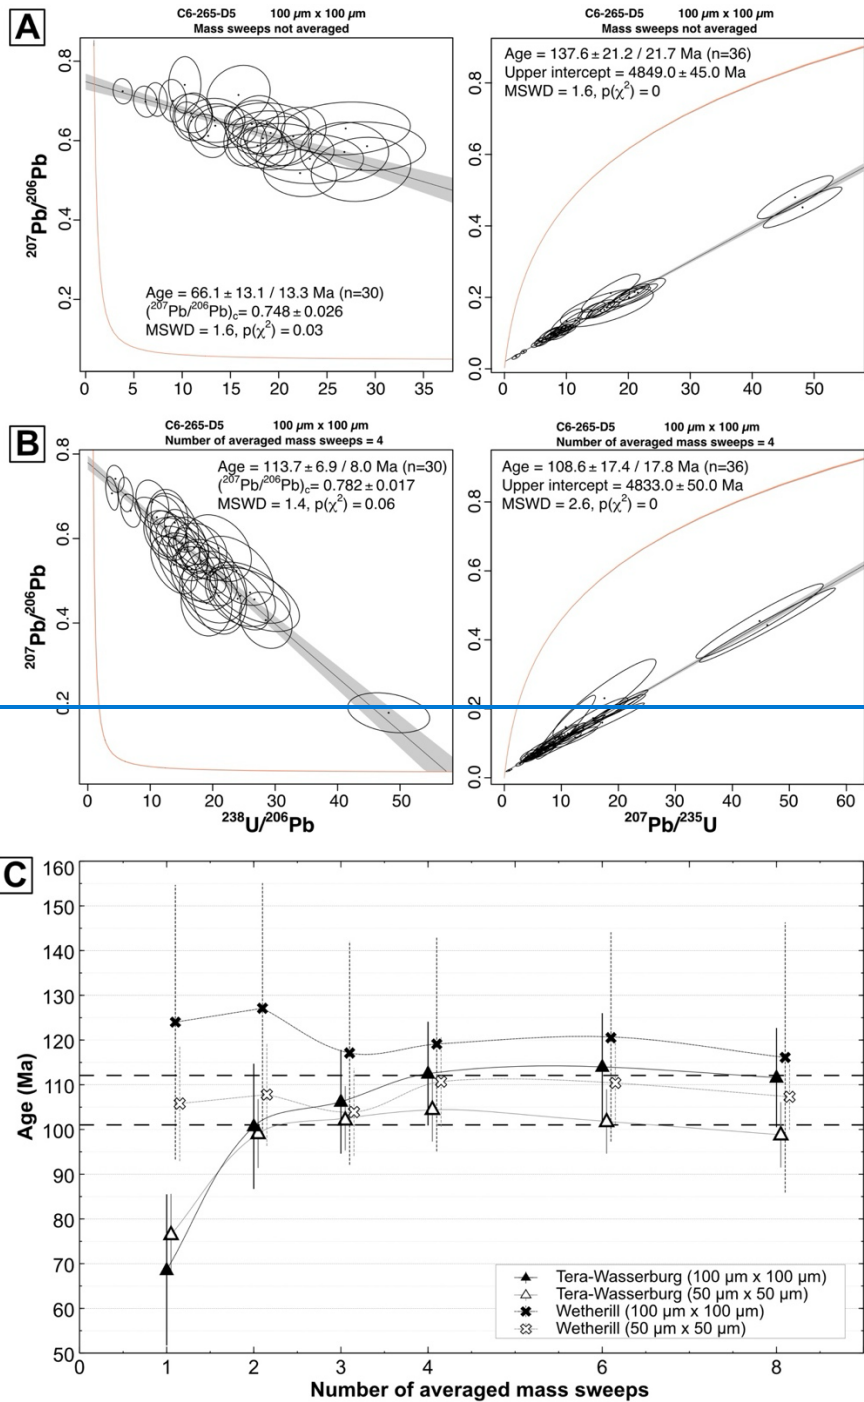 A
C6-265-D5 100 µm x 100 µm
Mass sweeps not averaged
0.8
0.6
0.4
0.2
²⁰⁷Pb/²⁰⁶Pb
Age = 66.1 ± 13.1 / 13.3 Ma (n=30)
(²⁰⁷Pb/²⁰⁶Pb)c= 0.748 ± 0.026
MSWD = 1.6, p(χ²) = 0.03
0 5 10 15 20 25 30 35
C6-265-D5 100 µm x 100 µm
Mass sweeps not averaged
Age = 137.6 ± 21.2 / 21.7 Ma (n=36)
Upper intercept = 4849.0 ± 45.0 Ma
MSWD = 1.6, p(χ²) = 0
0.8
0.6
0.4
0.2
0.0
0 10 20 30 40 50
B
C6-265-D5 100 µm x 100 µm
Number of averaged mass sweeps = 4
Age = 113.7 ± 6.9 / 8.0 Ma (n=30)
(²⁰⁷Pb/²⁰⁶Pb)c= 0.782 ± 0.017
MSWD = 1.4, p(χ²) = 0.06
0.8
0.6
0.4
0.2
²⁰⁷Pb/²⁰⁶Pb
0 10 20 30 40 50
²³⁸U/²⁰⁶Pb
C6-265-D5 100 µm x 100 µm
Number of averaged mass sweeps = 4
Age = 108.6 ± 17.4 / 17.8 Ma (n=36)
Upper intercept = 4833.0 ± 50.0 Ma
MSWD = 2.6, p(χ²) = 0
0.8
0.6
0.4
0.2
0.0
0 10 20 30 40 50 60
²⁰⁷Pb/²³⁵U
C
160
150
140
130
120
110
100
90
80
70
60
50
Age (Ma)
Tera-Wasserburg (100 µm x 100 µm)
Tera-Wasserburg (50 µm x 50 µm)
Wetherill (100 µm x 100 µm)
Wetherill (50 µm x 50 µm)
0 1 2 3 4 6 8
Number of averaged mass sweeps